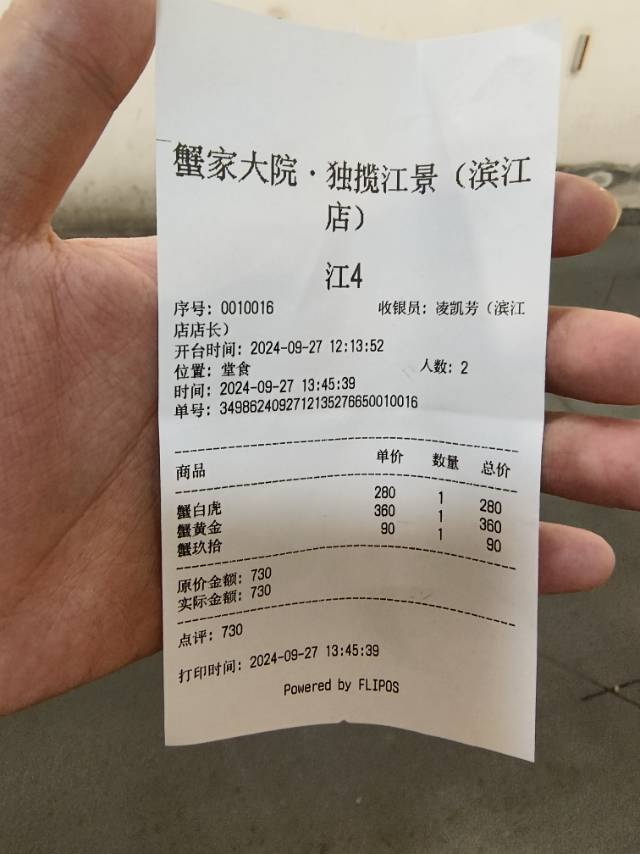 蟹家大院·独揽江景（滨江
店）
江4
序号: 0010016 收银员: 凌凯芳（滨江
店店长）
开台时间: 2024-09-27 12:13:52
位置: 堂食 人数: 2
时间: 2024-09-27 13:45:39
单号: 3498624092712135276650010016
商品 单价 数量 总价
蟹白虎 280 1 280
蟹黄金 360 1 360
蟹玖拾 90 1 90
原价金额: 730
实际金额: 730
点评: 730
打印时间: 2024-09-27 13:45:39
Powered by FLIPOS